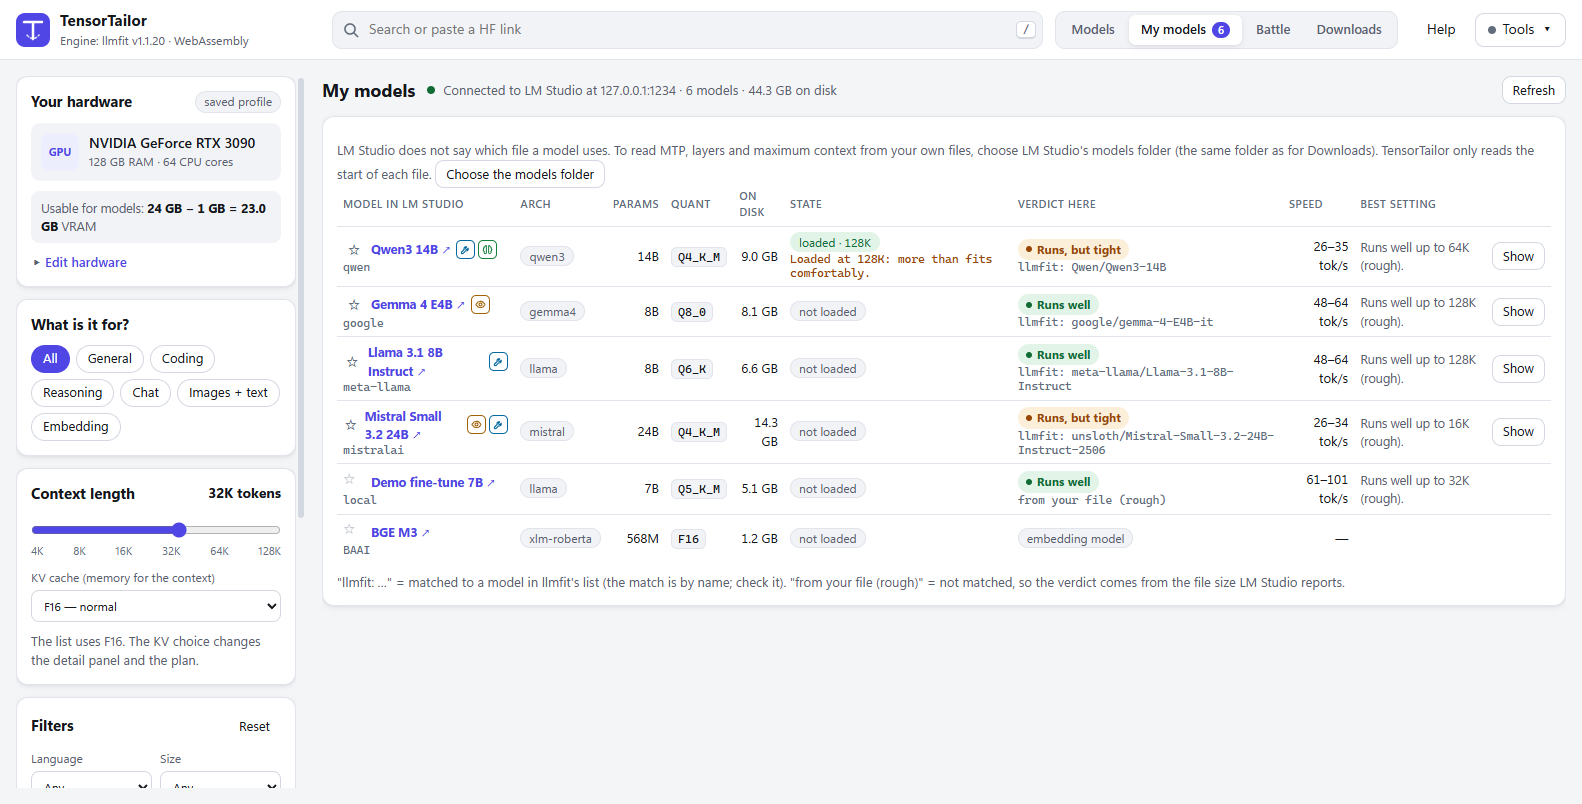 TensorTailor
Engine: llmfit v1.1.20 · WebAssembly
Search or paste a HF link
/
Models
My models 6
Battle
Downloads
Help
Tools ▾
Your hardware
saved profile
GPU
NVIDIA GeForce RTX 3090
128 GB RAM · 64 CPU cores
Usable for models: 24 GB − 1 GB = 23.0
GB VRAM
▸ Edit hardware
What is it for?
All
General
Coding
Reasoning
Chat
Images + text
Embedding
Context length
32K tokens
4K 8K 16K 32K 64K 128K
KV cache (memory for the context)
F16 — normal
The list uses F16. The KV choice changes
the detail panel and the plan.
Filters
Reset
Language
Size
Any
Any
My models
Connected to LM Studio at 127.0.0.1:1234 · 6 models · 44.3 GB on disk
Refresh
LM Studio does not say which file a model uses. To read MTP, layers and maximum context from your own files, choose LM Studio's models folder (the same folder as for Downloads). TensorTailor only reads the
start of each file. Choose the models folder
MODEL IN LM STUDIO ARCH PARAMS QUANT ON DISK STATE VERDICT HERE SPEED BEST SETTING
☆ Qwen3 14B ↗
qwen
qwen3
14B
Q4_K_M
9.0 GB
loaded · 128K
Loaded at 128K: more than fits
comfortably.
Runs, but tight
llmfit: Qwen/Qwen3-14B
26–35
tok/s
Runs well up to 64K
(rough).
Show
☆ Gemma 4 E4B ↗
google
gemma4
8B
Q8_0
8.1 GB
not loaded
Runs well
llmfit: google/gemma-4-E4B-it
48–64
tok/s
Runs well up to 128K
(rough).
Show
☆ Llama 3.1 8B
Instruct ↗
meta-llama
llama
8B
Q6_K
6.6 GB
not loaded
Runs well
llmfit: meta-llama/Llama-3.1-8B-
Instruct
48–64
tok/s
Runs well up to 128K
(rough).
Show
☆ Mistral Small
3.2 24B ↗
mistralai
mistral
24B
Q4_K_M
14.3
GB
not loaded
Runs, but tight
llmfit: unsloth/Mistral-Small-3.2-24B-
Instruct-2506
26–34
tok/s
Runs well up to 16K
(rough).
Show
☆ Demo fine-tune 7B ↗
local
llama
7B
Q5_K_M
5.1 GB
not loaded
Runs well
from your file (rough)
61–101
tok/s
Runs well up to 32K
(rough).
☆ BGE M3 ↗
BAAI
xlm-roberta
568M
F16
1.2 GB
not loaded
embedding model
—
"llmfit: ..." = matched to a model in llmfit's list (the match is by name; check it). "from your file (rough)" = not matched, so the verdict comes from the file size LM Studio reports.